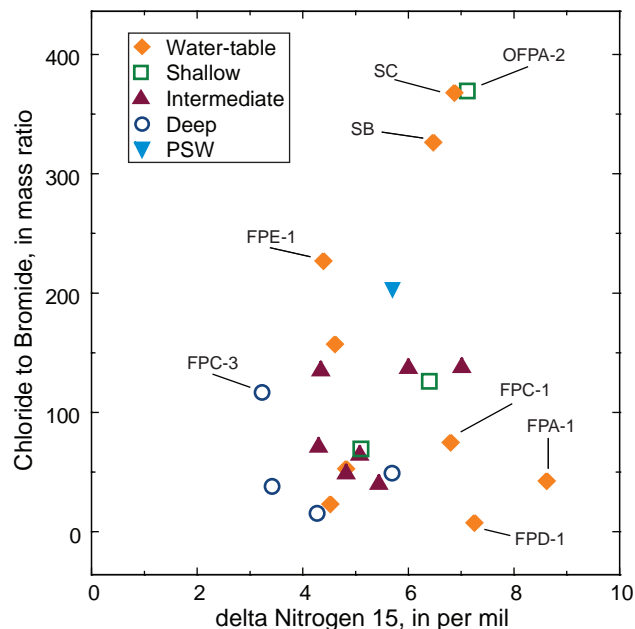 400
300
200
100
0
Chloride to Bromide, in mass ratio
Water-table
Shallow
Intermediate
Deep
PSW
OFPA-2
SC
SB
FPE-1
FPC-3
FPC-1
FPA-1
FPD-1
0 2 4 6 8 10
delta Nitrogen 15, in per mil